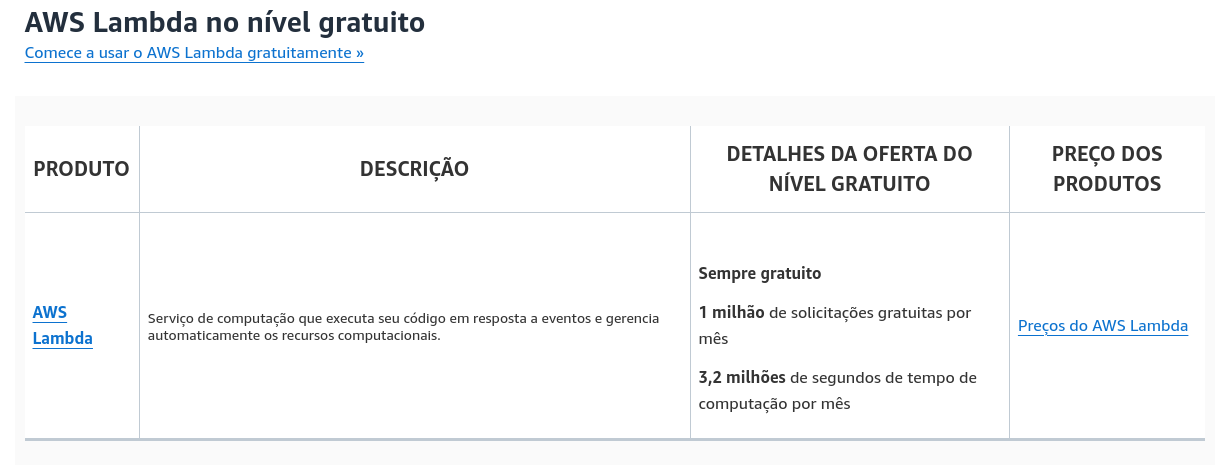 AWS Lambda no nível gratuito
Comece a usar o AWS Lambda gratuitamente »
PRODUTO
DESCRIÇÃO
DETALHES DA OFERTA DO
NÍVEL GRATUITO
PREÇO DOS
PRODUTOS
AWS
Lambda
Serviço de computação que executa seu código em resposta a eventos e gerencia
automaticamente os recursos computacionais.
Sempre gratuito
1 milhão de solicitações gratuitas por
mês
3,2 milhões de segundos de tempo de
computação por mês
Preços do AWS Lambda